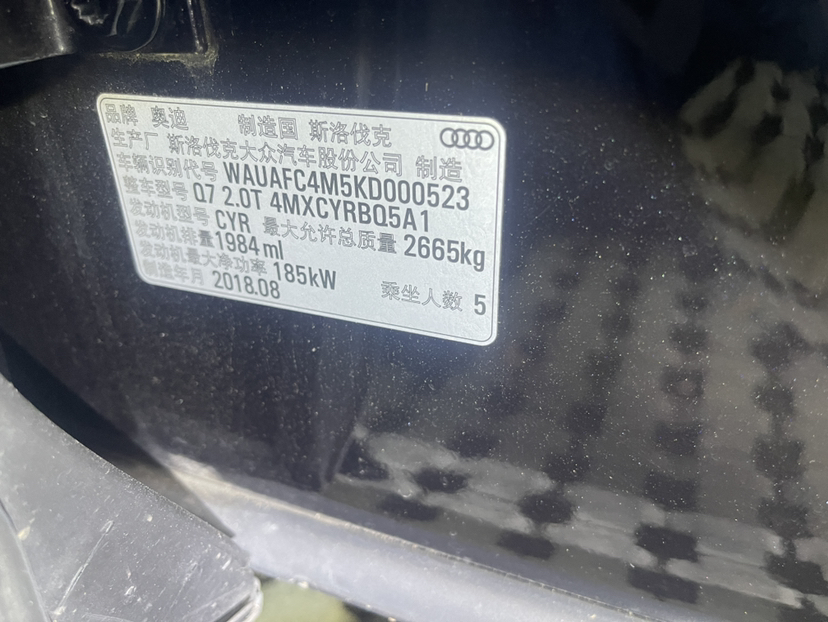 品牌 奥迪 制造国 斯洛伐克
生产厂 斯洛伐克大众汽车股份公司 制造
车辆识别代号 WAUAFC4M5KD000523
整车型号 Q7 2.0T 4MXCYRBQ5A1
发动机型号 CYR 最大允许总质量 2665kg
发动机排量 1984 ml
发动机最大净功率 185kW
制造年月 2018.08 乘坐人数 5